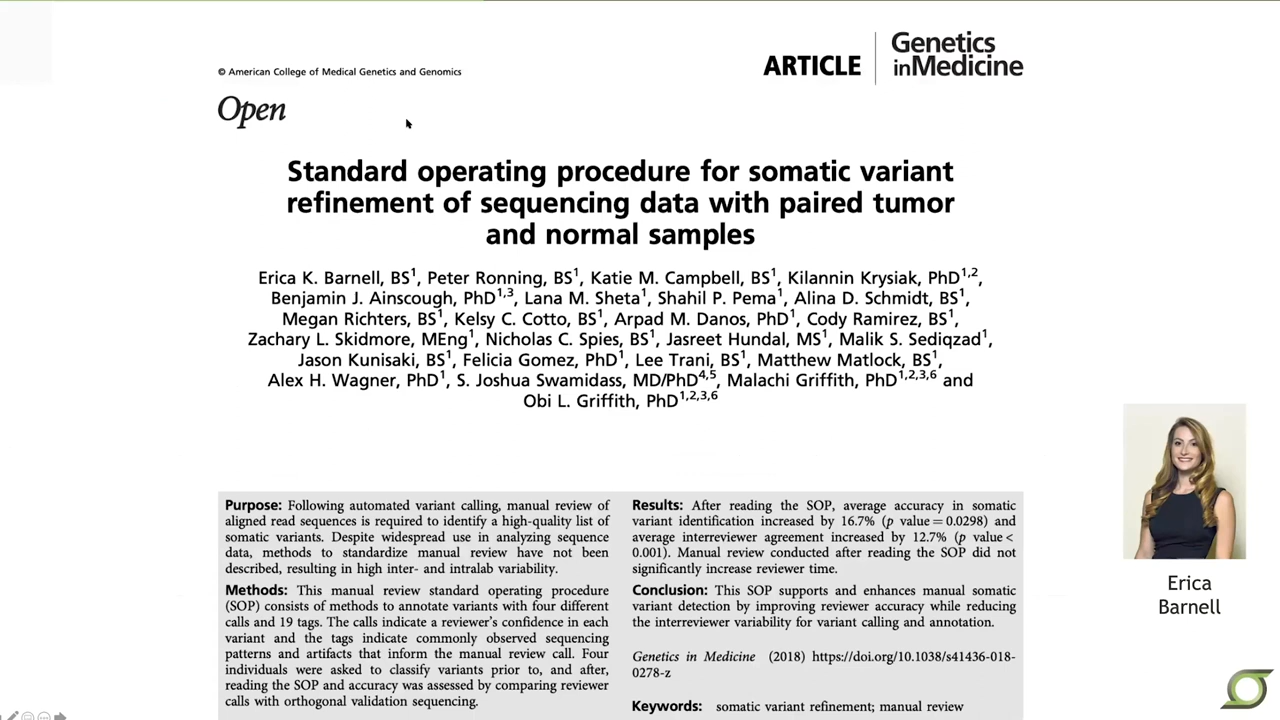 © American College of Medical Genetics and Genomics
ARTICLE
Genetics
inMedicine
Open
Standard operating procedure for somatic variant
refinement of sequencing data with paired tumor
and normal samples
Erica K. Barnell, BS1, Peter Ronning, BS1, Katie M. Campbell, BS1, Kilannin Krysiak, PhD1,2,
Benjamin J. Ainscough, PhD1,3, Lana M. Sheta1, Shahil P. Pema1, Alina D. Schmidt, BS1,
Megan Richters, BS1, Kelsy C. Cotto, BS1, Arpad M. Danos, PhD1, Cody Ramirez, BS1,
Zachary L. Skidmore, MEng1, Nicholas C. Spies, BS1, Jasreet Hundal, MS1, Malik S. Sediqzad1,
Jason Kunisaki, BS1, Felicia Gomez, PhD1, Lee Trani, BS1, Matthew Matlock, BS1,
Alex H. Wagner, PhD1, S. Joshua Swamidass, MD/PhD4,5, Malachi Griffith, PhD1,2,3,6 and
Obi L. Griffith, PhD1,2,3,6
Purpose: Following automated variant calling, manual review of
aligned read sequences is required to identify a high-quality list of
somatic variants. Despite widespread use in analyzing sequence
data, methods to standardize manual review have not been
described, resulting in high inter- and intralab variability.
Methods: This manual review standard operating procedure
(SOP) consists of methods to annotate variants with four different
calls and 19 tags. The calls indicate a reviewer's confidence in each
variant and the tags indicate commonly observed sequencing
patterns and artifacts that inform the manual review call. Four
individuals were asked to classify variants prior to, and after,
reading the SOP and accuracy was assessed by comparing reviewer
calls with orthogonal validation sequencing.
Results: After reading the SOP, average accuracy in somatic
variant identification increased by 16.7% (p value = 0.0298) and
average interreviewer agreement increased by 12.7% (p value <
0.001). Manual review conducted after reading the SOP did not
significantly increase reviewer time.
Conclusion: This SOP supports and enhances manual somatic
variant detection by improving reviewer accuracy while reducing
the interreviewer variability for variant calling and annotation.
Genetics in Medicine (2018) https://doi.org/10.1038/s41436-018-
0278-z
Keywords: somatic variant refinement; manual review
Erica
Barnell